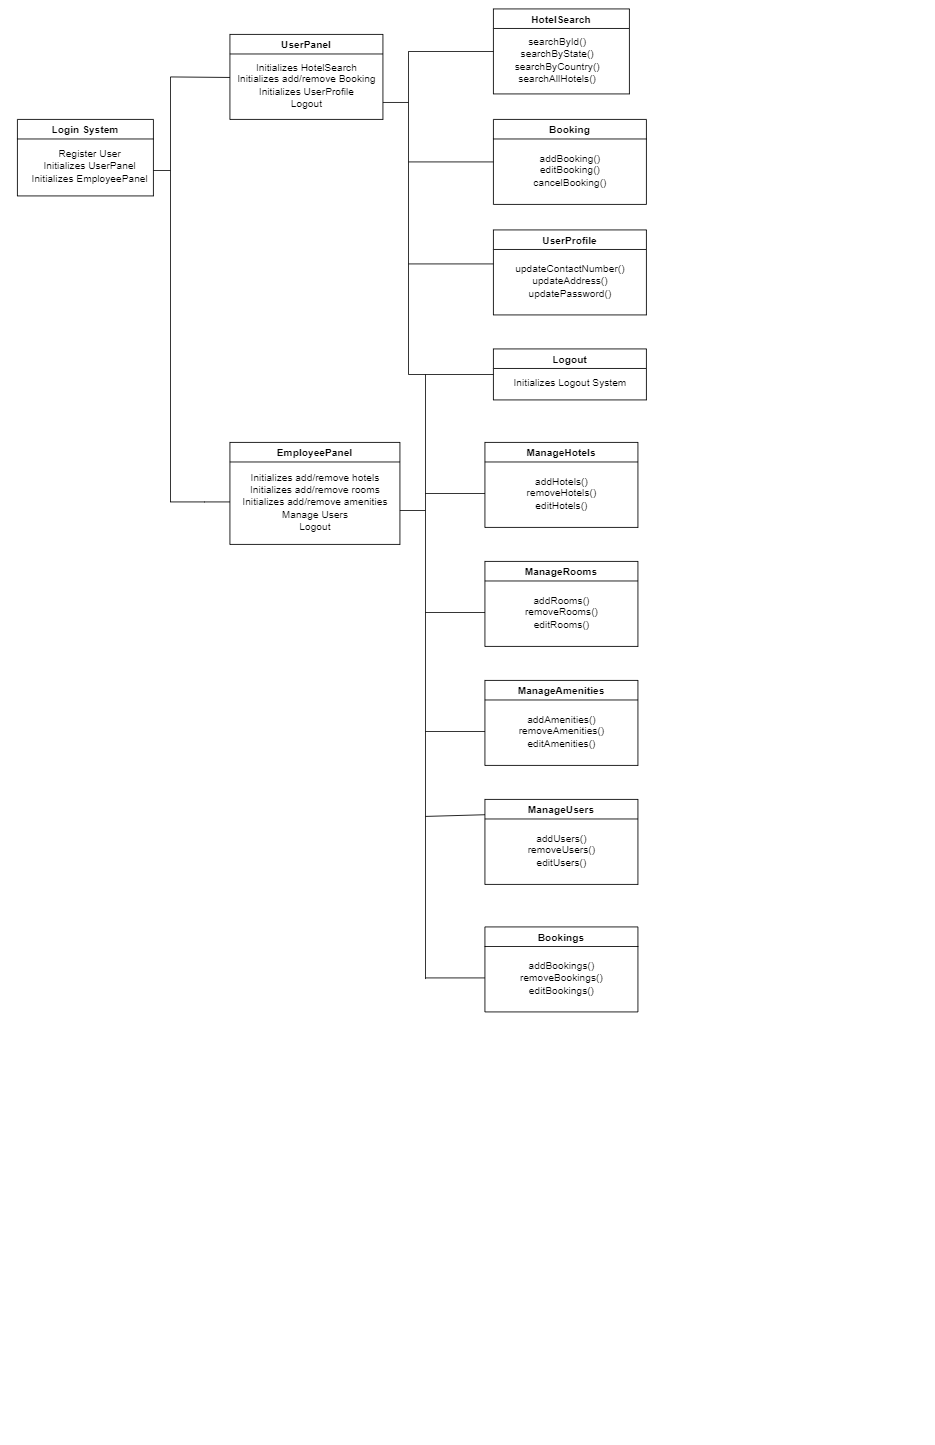 HotelSearch
searchById()
searchByState()
searchByCountry()
searchAllHotels()
UserPanel
Initializes HotelSearch
Initializes add/remove Booking
Initializes UserProfile
Logout
Login System
Register User
Initializes UserPanel
Initializes EmployeePanel
Booking
addBooking()
editBooking()
cancelBooking()
UserProfile
updateContactNumber()
updateAddress()
updatePassword()
Logout
Initializes Logout System
EmployeePanel
Initializes add/remove hotels
Initializes add/remove rooms
Initializes add/remove amenities
Manage Users
Logout
ManageHotels
addHotels()
removeHotels()
editHotels()
ManageRooms
addRooms()
removeRooms()
editRooms()
ManageAmenities
addAmenities()
removeAmenities()
editAmenities()
ManageUsers
addUsers()
removeUsers()
editUsers()
Bookings
addBookings()
removeBookings()
editBookings()